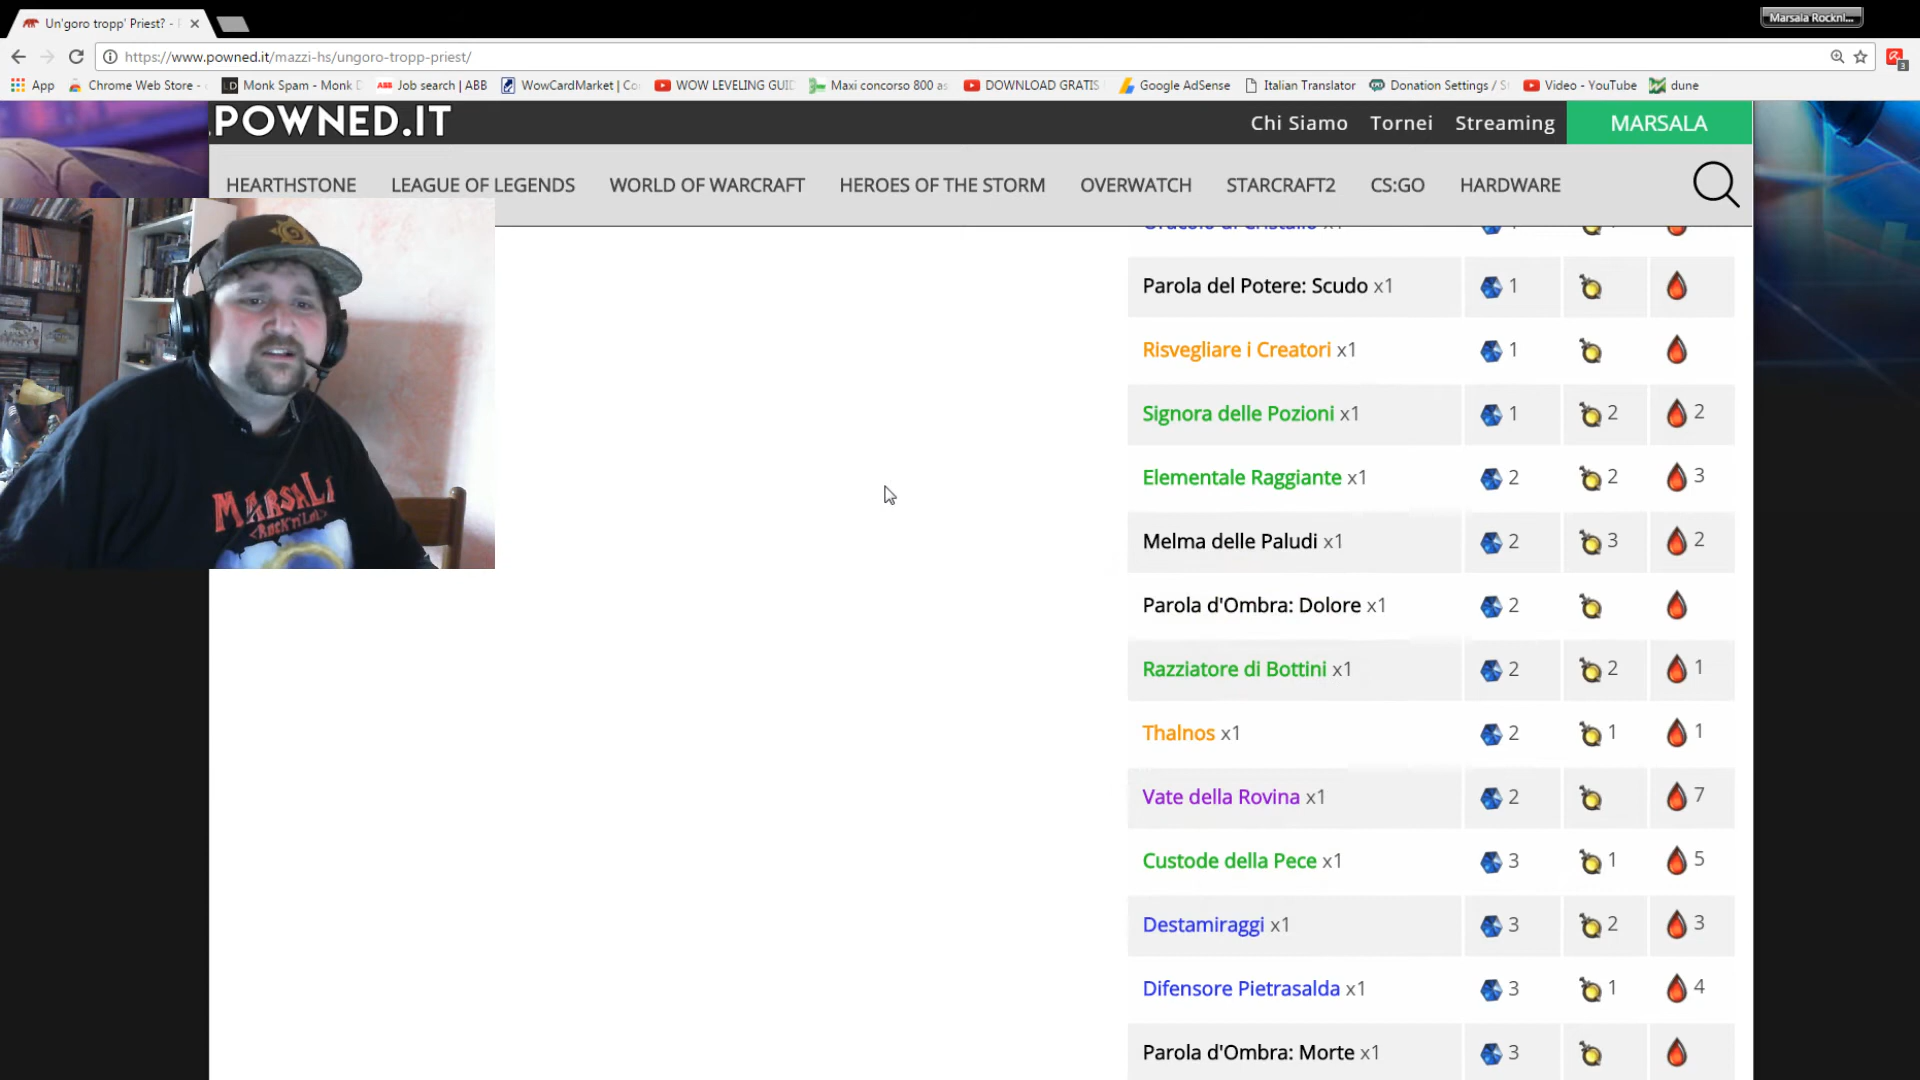 Un'goro tropp' Priest? -
Marsala Rockni...
https://www.powned.it/mazzi-hs/ungoro-tropp-priest/
App Chrome Web Store - Monk Spam - Monk Job search | ABB WowCardMarket | Co WOW LEVELING GUID Maxi concorso 800 as DOWNLOAD GRATIS Google AdSense Italian Translator Donation Settings / S Video - YouTube dune
3
.POWNED.IT Chi Siamo Tornei Streaming MARSALA
HEARTHSTONE LEAGUE OF LEGENDS WORLD OF WARCRAFT HEROES OF THE STORM OVERWATCH STARCRAFT2 CS:GO HARDWARE
Parola del Potere: Scudo x1 1
Risvegliare i Creatori x1 1
Signora delle Pozioni x1 1 2 2
Elementale Raggiante x1 2 2 3
Melma delle Paludi x1 2 3 2
Parola d'Ombra: Dolore x1 2
Razziatore di Bottini x1 2 2 1
Thalnos x1 2 1 1
Vate della Rovina x1 2 7
Custode della Pece x1 3 1 5
Destamiraggi x1 3 2 3
Difensore Pietrasalda x1 3 1 4
Parola d'Ombra: Morte x1 3
MARSALA